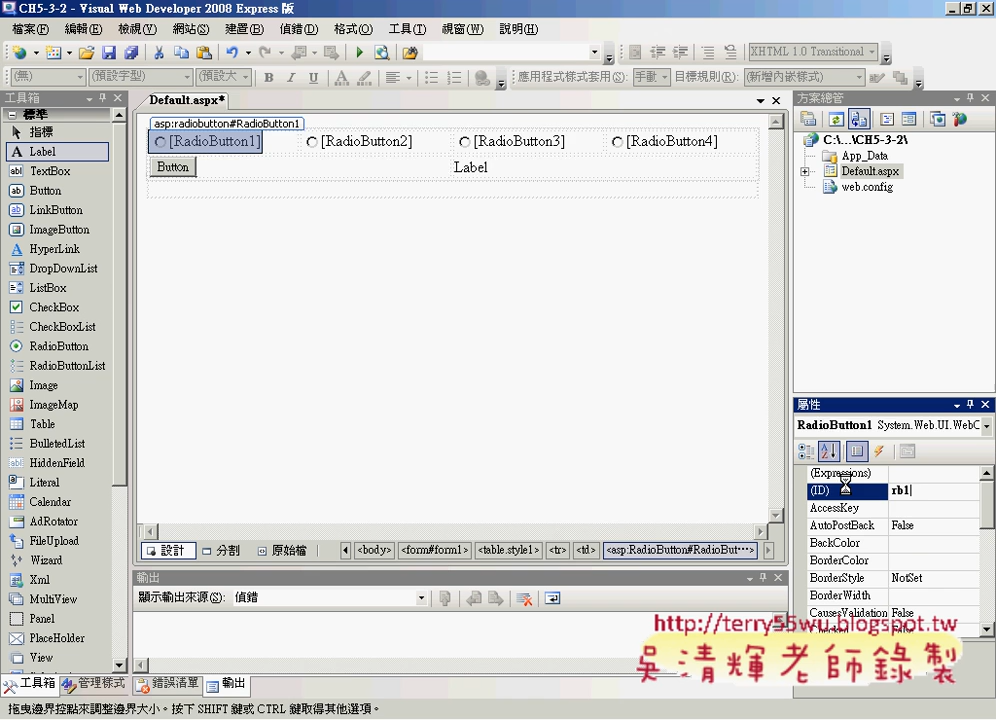 CH5-3-2 - Visual Web Developer 2008 Express 版
檔案(F) 編輯(E) 檢視(V) 網站(S) 建置(B) 偵錯(D) 格式(O) 工具(T) 視窗(W) 說明(H)
XHTML 1.0 Transitional
(無) (預設字型) (預設大 B I U A 應用程式樣式套用(S): 手動 目標規則(R): (新增內嵌樣式)
工具箱
標準
指標
Label
TextBox
Button
LinkButton
ImageButton
HyperLink
DropDownList
ListBox
CheckBox
CheckBoxList
RadioButton
RadioButtonList
Image
ImageMap
Table
BulletedList
HiddenField
Literal
Calendar
AdRotator
FileUpload
Wizard
Xml
MultiView
Panel
PlaceHolder
View
工具箱 管理樣式
Default.aspx*
asp:radiobutton#RadioButton1
[RadioButton1] [RadioButton2] [RadioButton3] [RadioButton4]
Button Label
設計 分割 原始檔 <body> <form#form1> <table.style1> <tr> <td> <asp:RadioButton#RadioBut...>
輸出
顯示輸出來源(S): 偵錯
錯誤清單 輸出
方案總管
C:\...\CH5-3-2\
App_Data
Default.aspx
web.config
屬性
RadioButton1 System.Web.UI.WebC
(Expressions)
(ID) rb1
AccessKey
AutoPostBack False
BackColor
BorderColor
BorderStyle NotSet
BorderWidth
CausesValidation False
http://terry55wu.blogspot.tw
吳清輝老師錄製
拖曳邊界控點來調整邊界大小。按下 SHIFT 鍵或 CTRL 鍵取得其他選項。